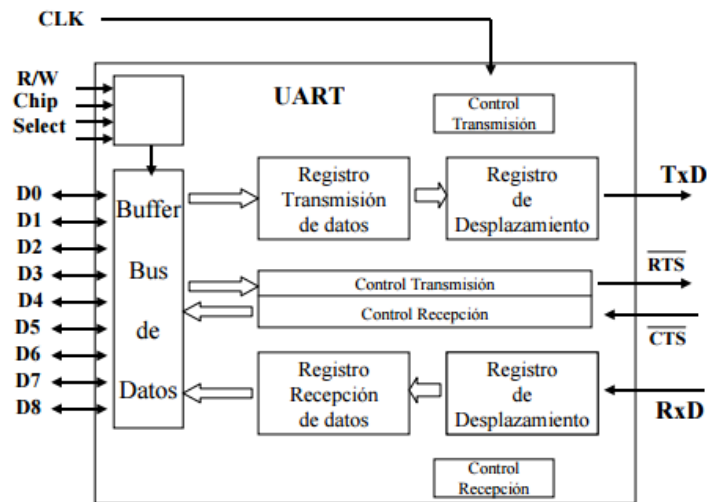 CLK
R/W
Chip
Select
UART
Control
Transmisión
D0
D1
D2
D3
D4
D5
D6
D7
D8
Buffer
Bus
de
Datos
Registro
Transmisión
de datos
Registro
de
Desplazamiento
TxD
Control Transmisión
RTS
Control Recepción
CTS
Registro
Recepción
de datos
Registro
de
Desplazamiento
RxD
Control
Recepción